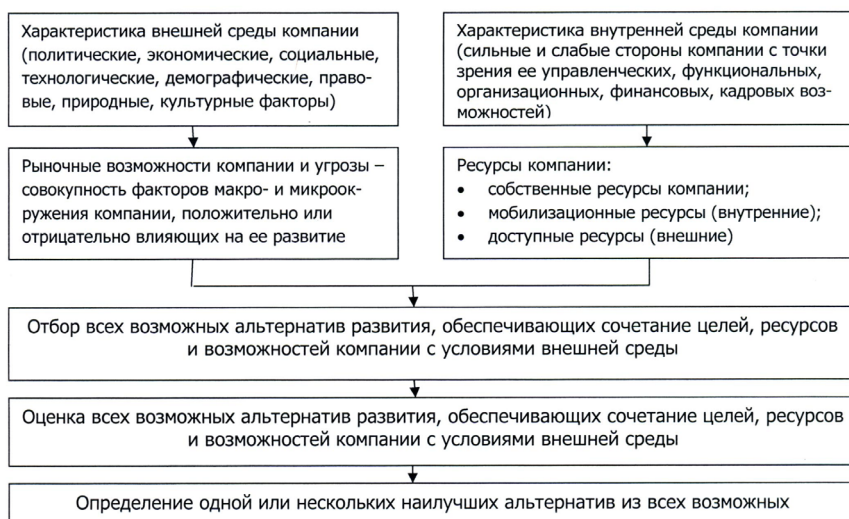 Характеристика внешней среды компании
(политические, экономические, социальные,
технологические, демографические, право-
вые, природные, культурные факторы)
Характеристика внутренней среды компании
(сильные и слабые стороны компании с точки
зрения ее управленческих, функциональных,
организационных, финансовых, кадровых воз-
можностей)
Рыночные возможности компании и угрозы –
совокупность факторов макро- и микроок-
ружения компании, положительно или
отрицательно влияющих на ее развитие
Ресурсы компании:
• собственные ресурсы компании;
• мобилизационные ресурсы (внутренние);
• доступные ресурсы (внешние)
Отбор всех возможных альтернатив развития, обеспечивающих сочетание целей, ресурсов
и возможностей компании с условиями внешней среды
Оценка всех возможных альтернатив развития, обеспечивающих сочетание целей, ресурсов
и возможностей компании с условиями внешней среды
Определение одной или нескольких наилучших альтернатив из всех возможных